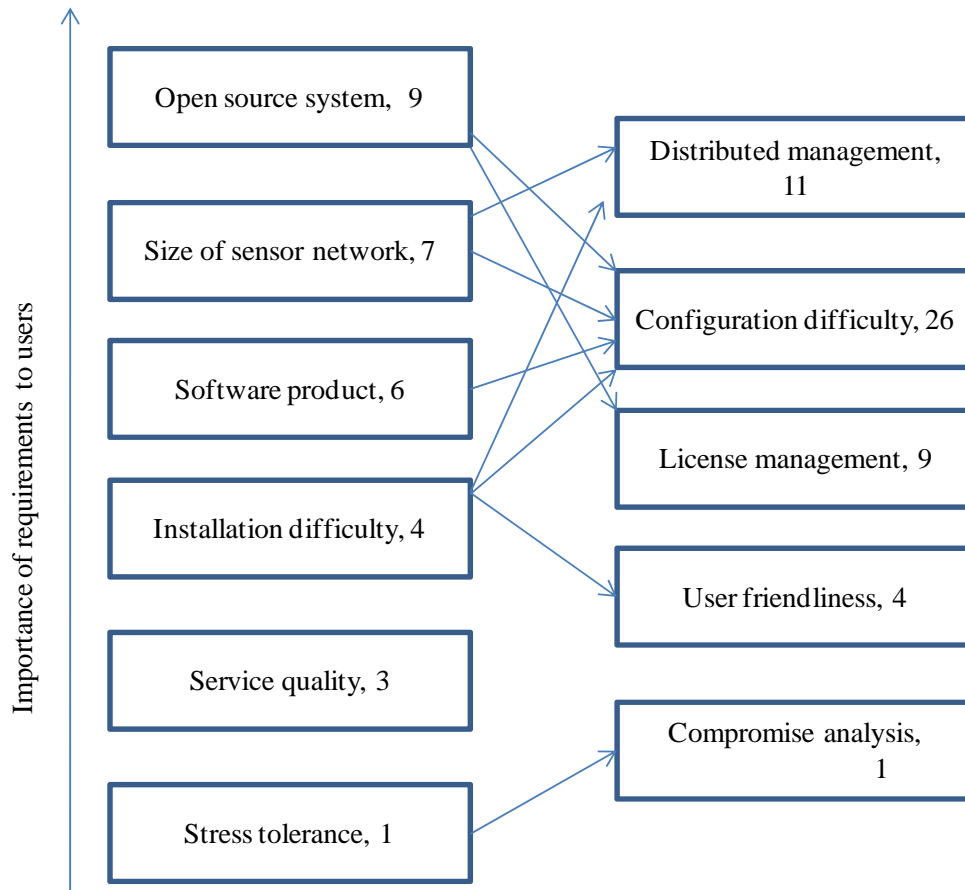 Importance of requirements to users
Open source system, 9
Size of sensor network, 7
Software product, 6
Installation difficulty, 4
Service quality, 3
Stress tolerance, 1
Distributed management,
11
Configuration difficulty, 26
License management, 9
User friendliness, 4
Compromise analysis,
1